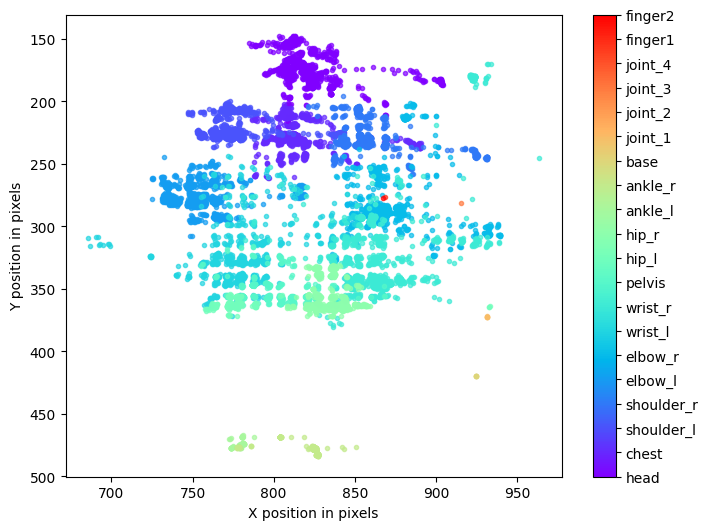 150
200
250
300
350
400
450
500
Y position in pixels
700
750
800
850
900
950
X position in pixels
finger2
finger1
joint_4
joint_3
joint_2
joint_1
base
ankle_r
ankle_l
hip_r
hip_l
pelvis
wrist_r
wrist_l
elbow_r
elbow_l
shoulder_r
shoulder_l
chest
head